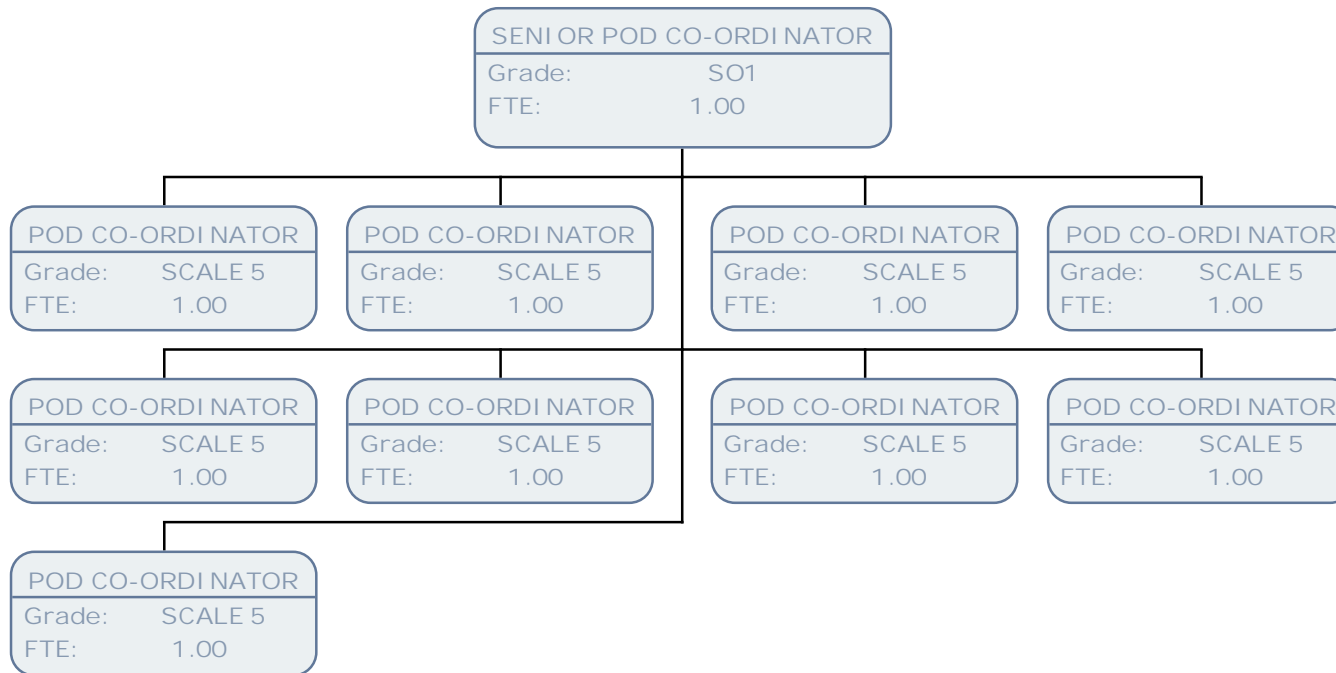 SENIOR POD CO-ORDINATOR
Grade: SO1
FTE: 1.00
POD CO-ORDINATOR POD CO-ORDINATOR POD CO-ORDINATOR POD CO-ORDINATOR
Grade: SCALE 5 Grade: SCALE 5 Grade: SCALE 5 Grade: SCALE 5
FTE: 1.00 FTE: 1.00 FTE: 1.00 FTE: 1.00
POD CO-ORDINATOR POD CO-ORDINATOR POD CO-ORDINATOR POD CO-ORDINATOR
Grade: SCALE 5 Grade: SCALE 5 Grade: SCALE 5 Grade: SCALE 5
FTE: 1.00 FTE: 1.00 FTE: 1.00 FTE: 1.00
POD CO-ORDINATOR
Grade: SCALE 5
FTE: 1.00